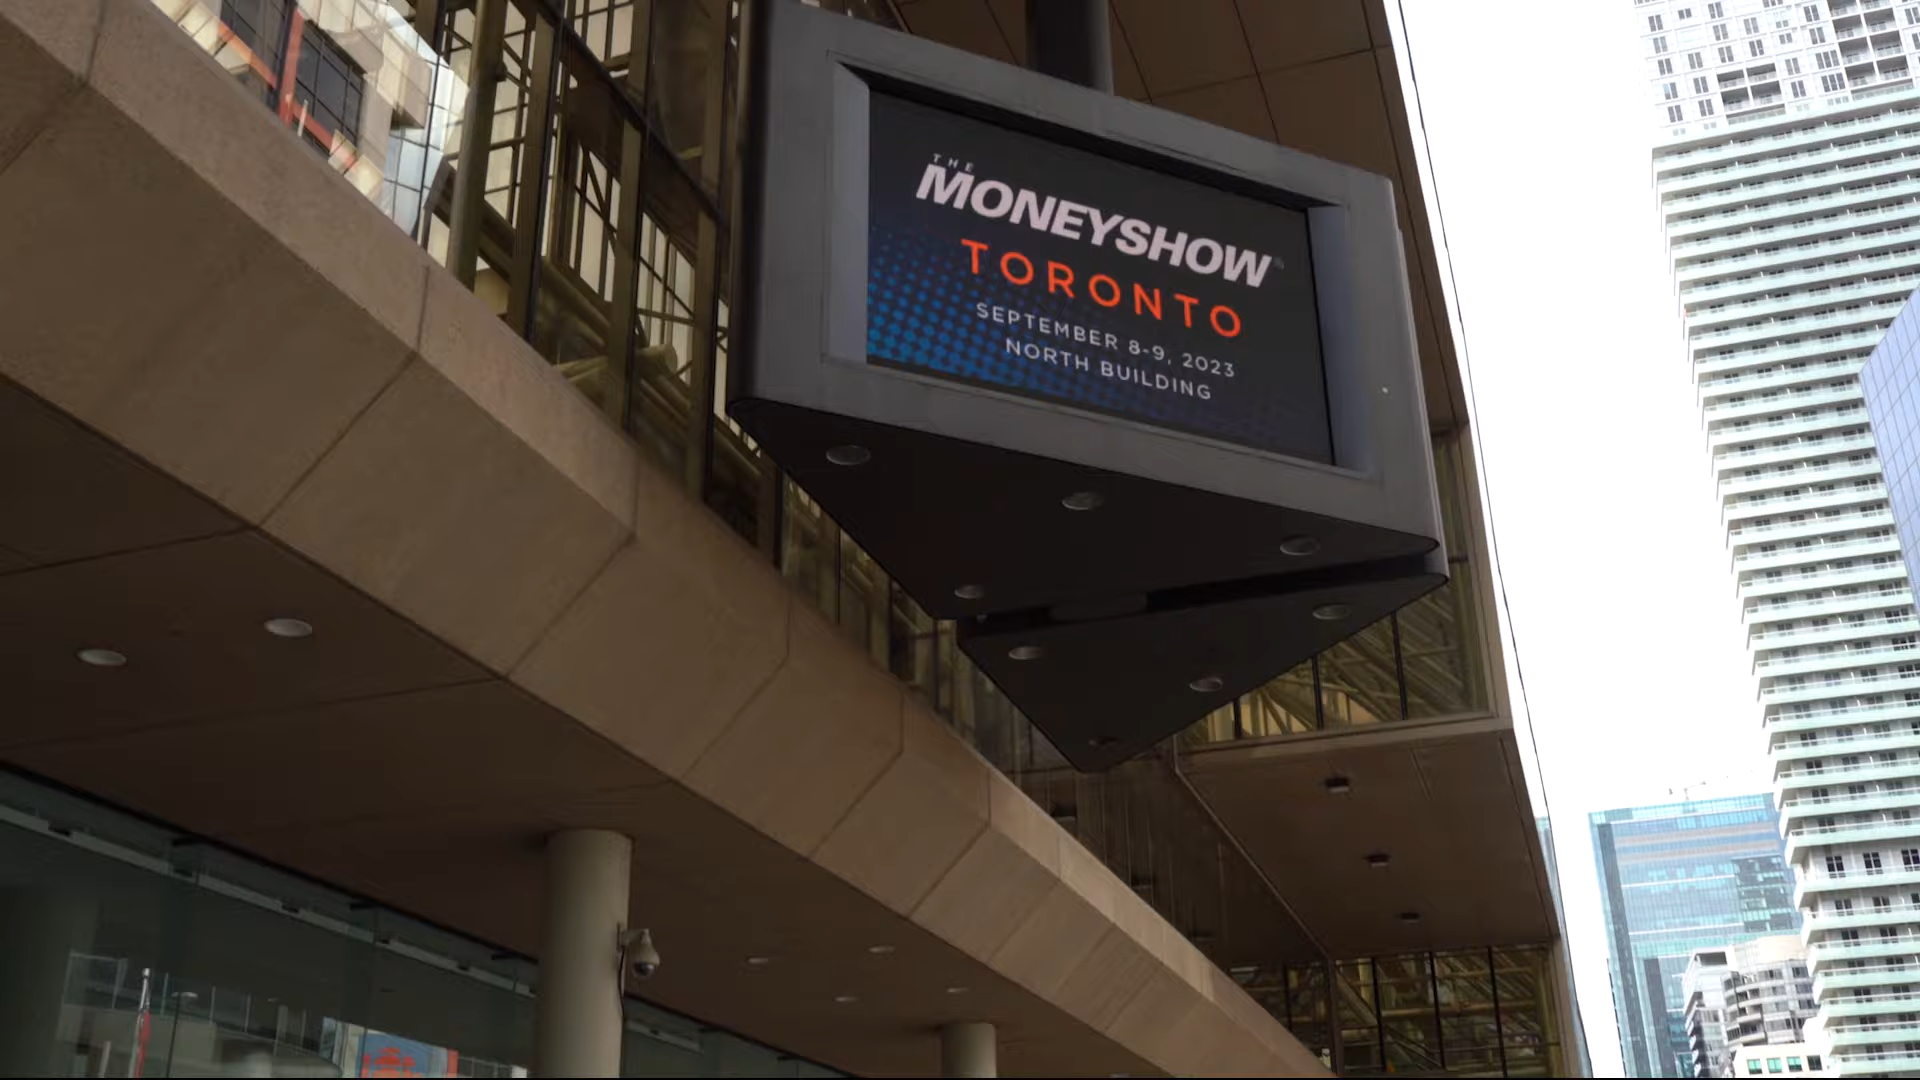 THE
MONEYSHOW
TORONTO
SEPTEMBER 8-9, 2023
NORTH BUILDING